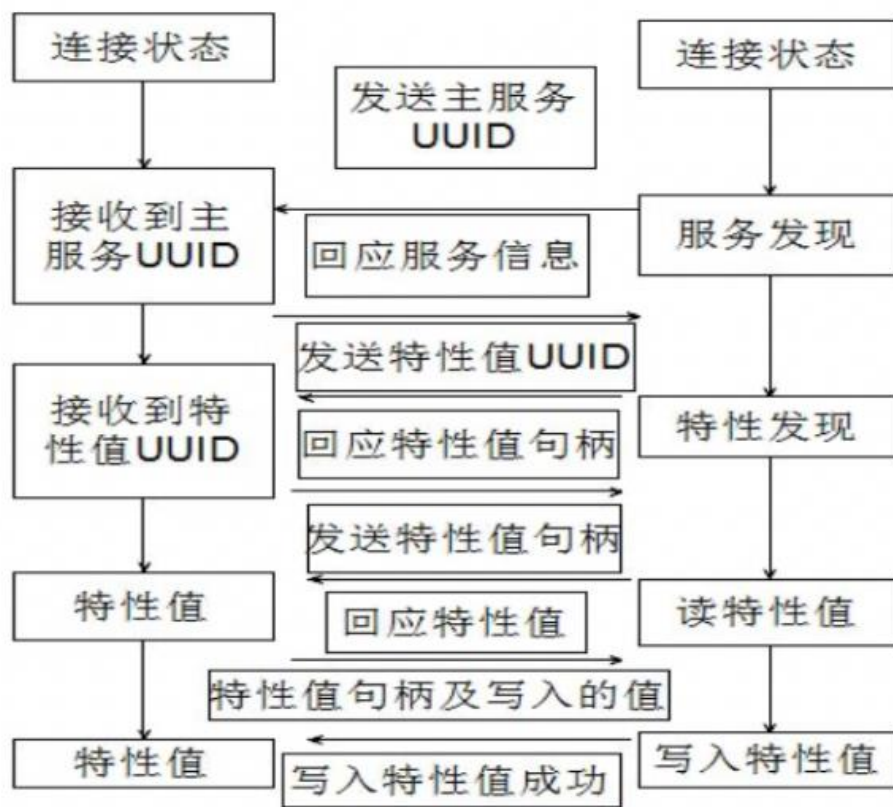 连接状态
连接状态
发送主服务
UUID
接收到主
服务UUID
服务发现
回应服务信息
发送特性值UUID
接收到特
性值UUID
特性发现
回应特性值句柄
发送特性值句柄
特性值
读特性值
回应特性值
特性值句柄及写入的值
特性值
写入特性值
写入特性值成功